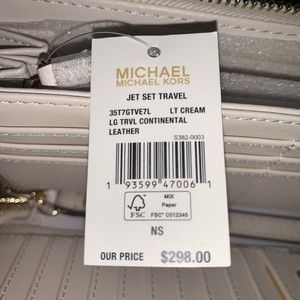 MICHAEL
MICHAEL KORS
JET SET TRAVEL
35T7GTVE7L LT CREAM
LG TRVL CONTINENTAL
LEATHER
S382-0003
1 93599 47006 1
FSC
MIX
Paper
FSC® C012345
NS
OUR PRICE $298.00